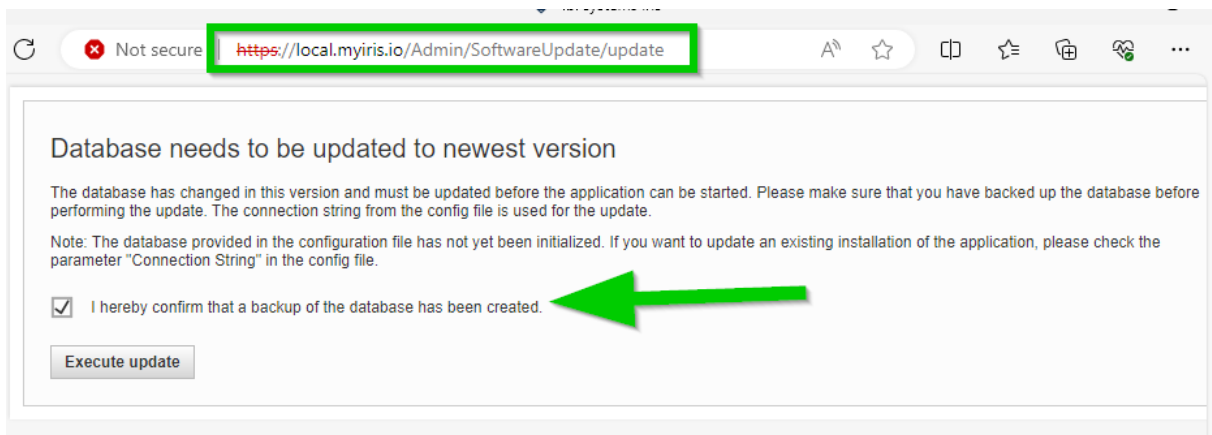 Not secure https://local.myiris.io/Admin/SoftwareUpdate/update
Database needs to be updated to newest version
The database has changed in this version and must be updated before the application can be started. Please make sure that you have backed up the database before
performing the update. The connection string from the config file is used for the update.
Note: The database provided in the configuration file has not yet been initialized. If you want to update an existing installation of the application, please check the
parameter "Connection String" in the config file.
I hereby confirm that a backup of the database has been created.
Execute update